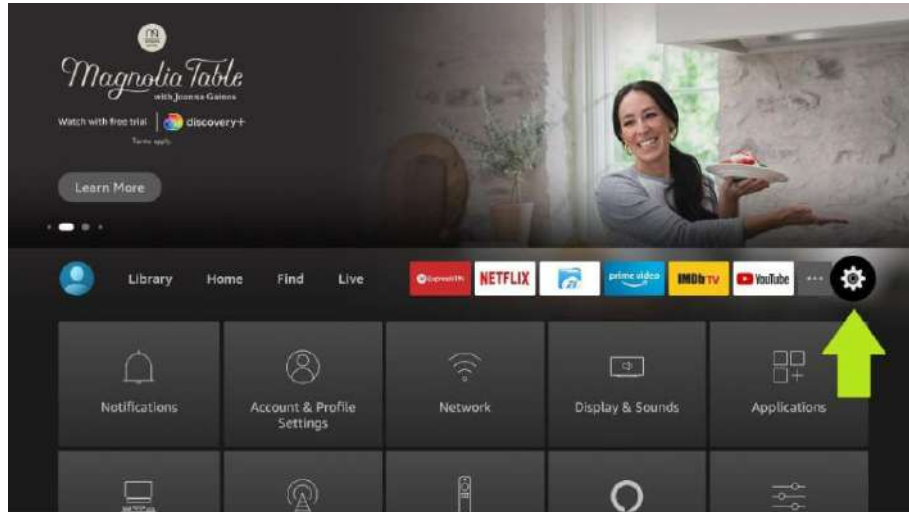 Magnolia Table
with Joanna Gaines
Watch with free trial
discovery+
Terms apply.
Learn More
Library Home Find Live ExpressVPN NETFLIX prime video IMDb TV YouTube
Notifications
Account & Profile
Settings
Network
Display & Sounds
Applications